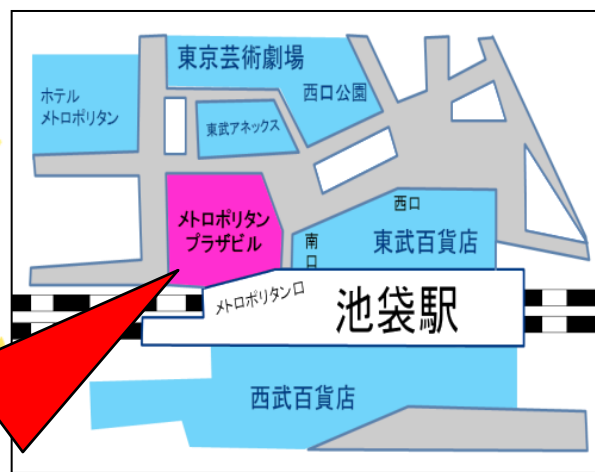 東京芸術劇場
西口公園
ホテル
メトロポリタン
東武アネックス
メトロポリタン
プラザビル
西口
南口
東武百貨店
メトロポリタン口
池袋駅
西武百貨店